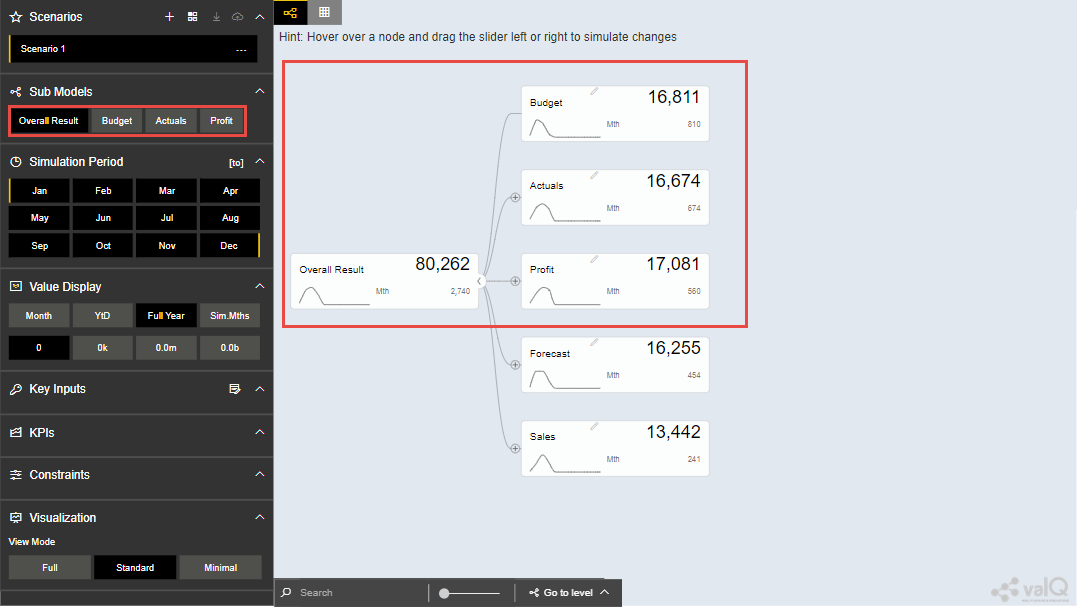 Scenarios
Scenario 1
...
Sub Models
Overall Result Budget Actuals Profit
Simulation Period [to]
Jan Feb Mar Apr
May Jun Jul Aug
Sep Oct Nov Dec
Value Display
Month YtD Full Year Sim.Mths
0 0k 0.0m 0.0b
Key Inputs
KPIs
Constraints
Visualization
View Mode
Full Standard Minimal
Hint: Hover over a node and drag the slider left or right to simulate changes
Overall Result 80,262
Mth 2,740
Budget 16,811
Mth 810
Actuals 16,674
Mth 674
Profit 17,081
Mth 560
Forecast 16,255
Mth 454
Sales 13,442
Mth 241
Search Go to level
valQ